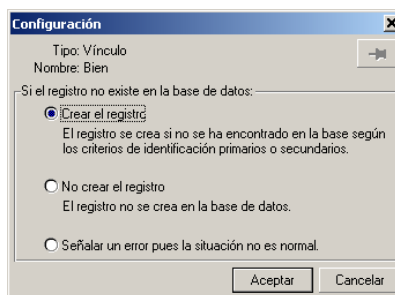 Configuración
Tipo: Vínculo
Nombre: Bien
Si el registro no existe en la base de datos:
Crear el registro
El registro se crea si no se ha encontrado en la base según
los criterios de identificación primarios o secundarios.
No crear el registro
El registro no se crea en la base de datos.
Señalar un error pues la situación no es normal.
Aceptar
Cancelar